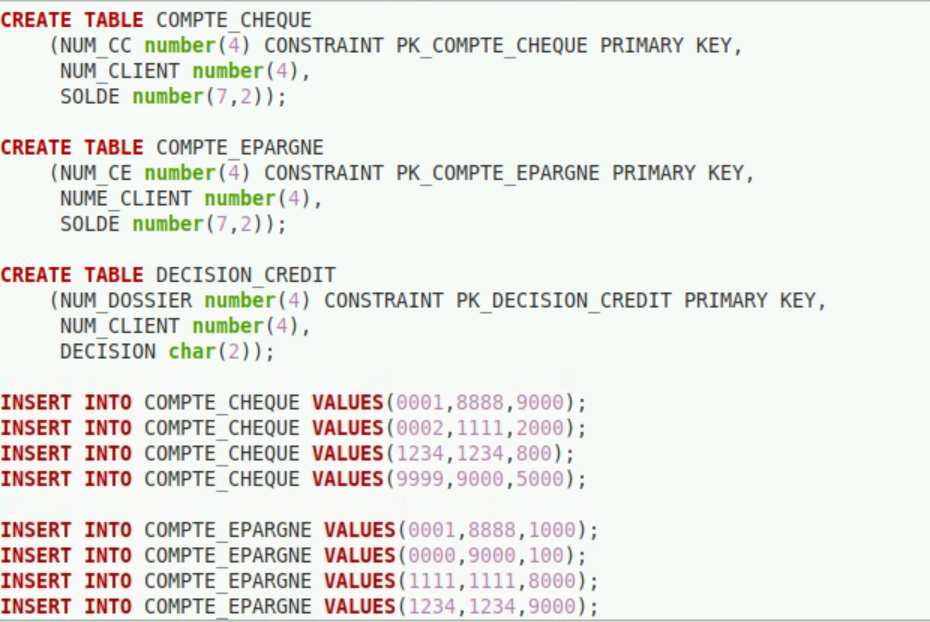 CREATE TABLE COMPTE_CHEQUE
(NUM_CC number(4) CONSTRAINT PK_COMPTE_CHEQUE PRIMARY KEY,
NUM_CLIENT number(4),
SOLDE number(7,2));
CREATE TABLE COMPTE_EPARGNE
(NUM_CE number(4) CONSTRAINT PK_COMPTE_EPARGNE PRIMARY KEY,
NUME_CLIENT number(4),
SOLDE number(7,2));
CREATE TABLE DECISION_CREDIT
(NUM_DOSSIER number(4) CONSTRAINT PK_DECISION_CREDIT PRIMARY KEY,
NUM_CLIENT number(4),
DECISION char(2));
INSERT INTO COMPTE_CHEQUE VALUES(0001,8888,9000);
INSERT INTO COMPTE_CHEQUE VALUES(0002,1111,2000);
INSERT INTO COMPTE_CHEQUE VALUES(1234,1234,800);
INSERT INTO COMPTE_CHEQUE VALUES(9999,9000,5000);
INSERT INTO COMPTE_EPARGNE VALUES(0001,8888,1000);
INSERT INTO COMPTE_EPARGNE VALUES(0000,9000,100);
INSERT INTO COMPTE_EPARGNE VALUES(1111,1111,8000);
INSERT INTO COMPTE_EPARGNE VALUES(1234,1234,9000);